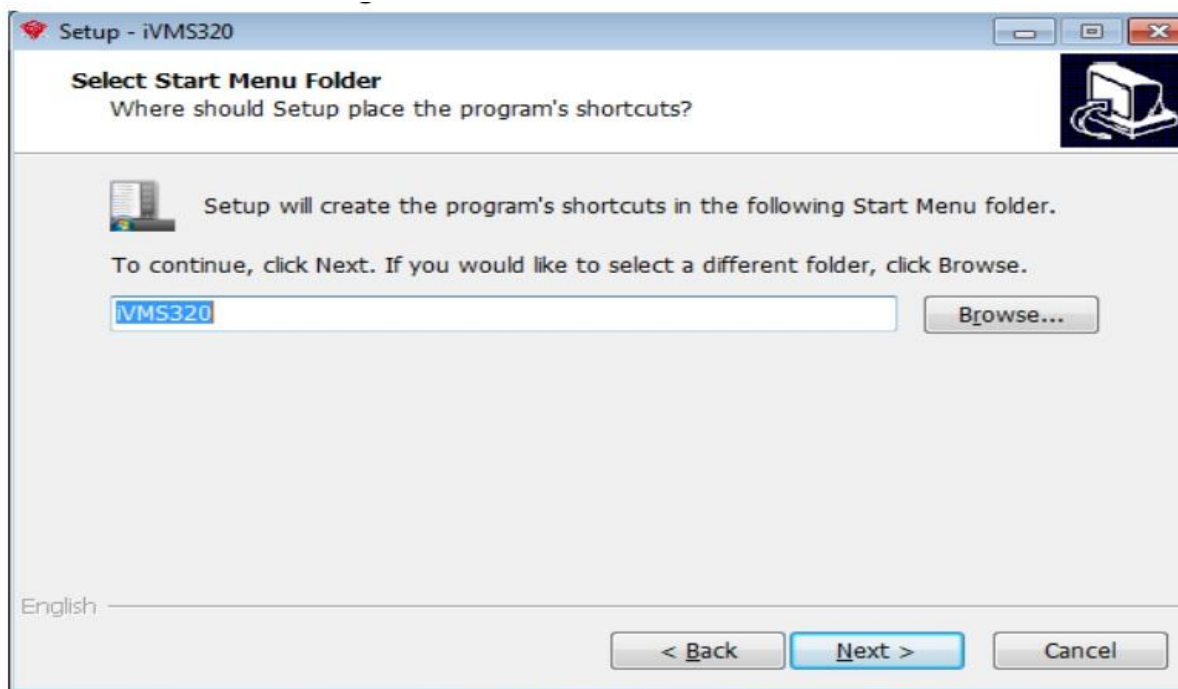 Setup - iVMS320
Select Start Menu Folder
Where should Setup place the program's shortcuts?
Setup will create the program's shortcuts in the following Start Menu folder.
To continue, click Next. If you would like to select a different folder, click Browse.
iVMS320
Browse...
English
< Back
Next >
Cancel